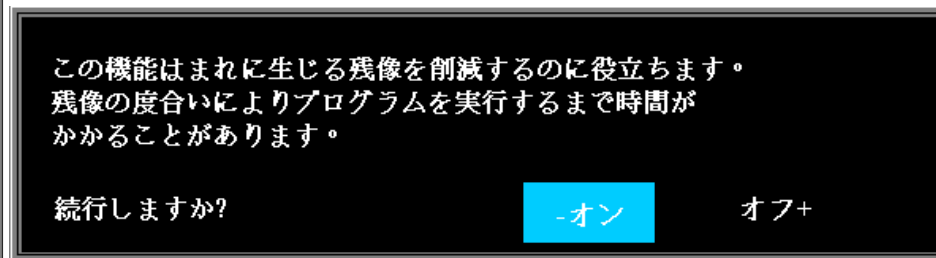 この機能はまれに生じる残像を削減するのに役立ちます。
残像の度合いによりプログラムを実行するまで時間が
かかることがあります。
続行しますか? -オン オフ+